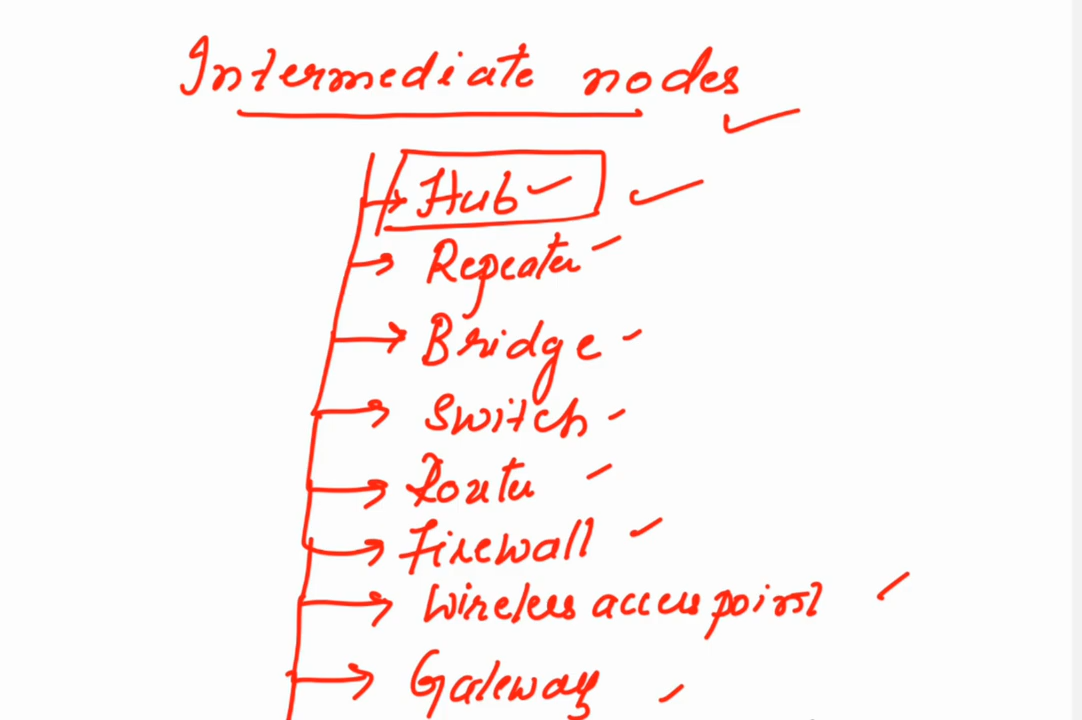 Intermediate nodes
Hub
Repeater
Bridge
Switch
Router
Firewall
Wireless access point
Gateway